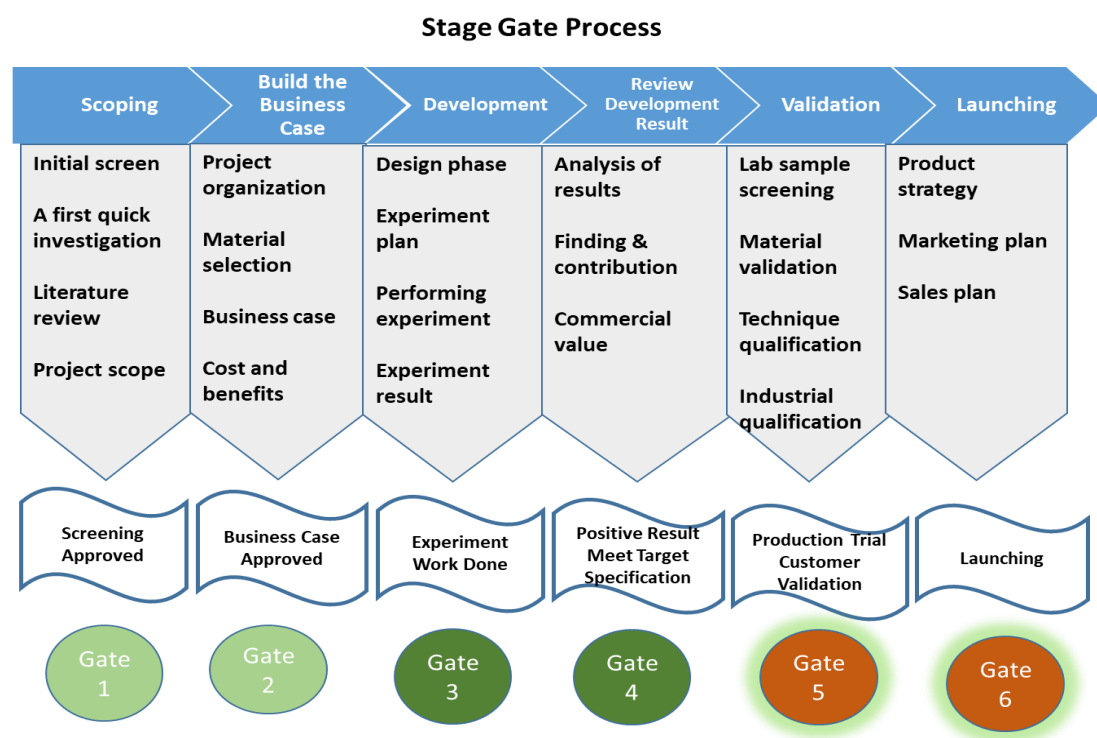 Stage Gate Process
Scoping
Build the
Business
Case
Development
Review
Development
Result
Validation
Launching
Initial screen
A first quick
investigation
Literature
review
Project scope
Project
organization
Material
selection
Business case
Cost and
benefits
Design phase
Experiment
plan
Performing
experiment
Experiment
result
Analysis of
results
Finding &
contribution
Commercial
value
Lab sample
screening
Material
validation
Technique
qualification
Industrial
qualification
Product
strategy
Marketing plan
Sales plan
Screening
Approved
Business Case
Approved
Experiment
Work Done
Positive Result
Meet Target
Specification
Production Trial
Customer
Validation
Launching
Gate
1
Gate
2
Gate
3
Gate
4
Gate
5
Gate
6